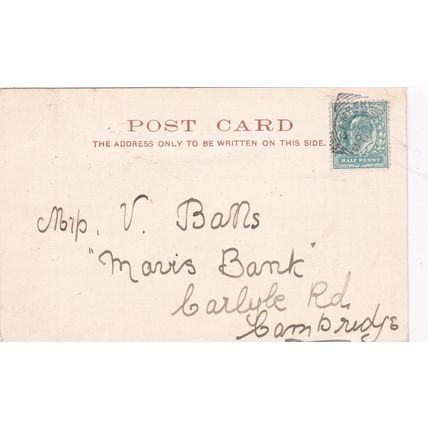 POST CARD
THE ADDRESS ONLY TO BE WRITTEN ON THIS SIDE.
HALF PENNY
V. Balls
"Mavis Bank"
Carlyle Rd
Cambridge